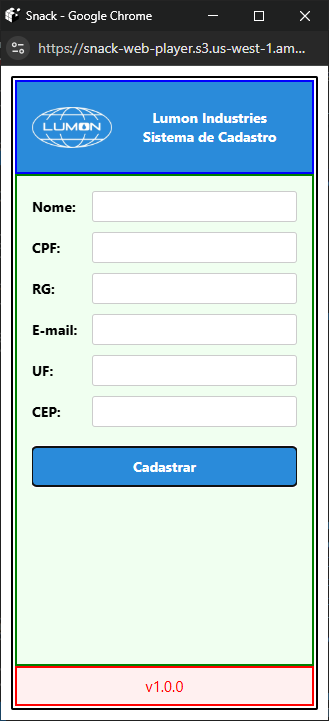 Snack - Google Chrome
https://snack-web-player.s3.us-west-1.am...
LUMON
Lumon Industries
Sistema de Cadastro
Nome:
CPF:
RG:
E-mail:
UF:
CEP:
Cadastrar
v1.0.0